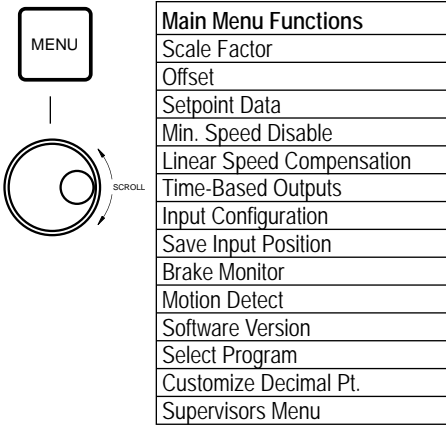 MENU
SCROLL
Main Menu Functions
Scale Factor
Offset
Setpoint Data
Min. Speed Disable
Linear Speed Compensation
Time-Based Outputs
Input Configuration
Save Input Position
Brake Monitor
Motion Detect
Software Version
Select Program
Customize Decimal Pt.
Supervisors Menu